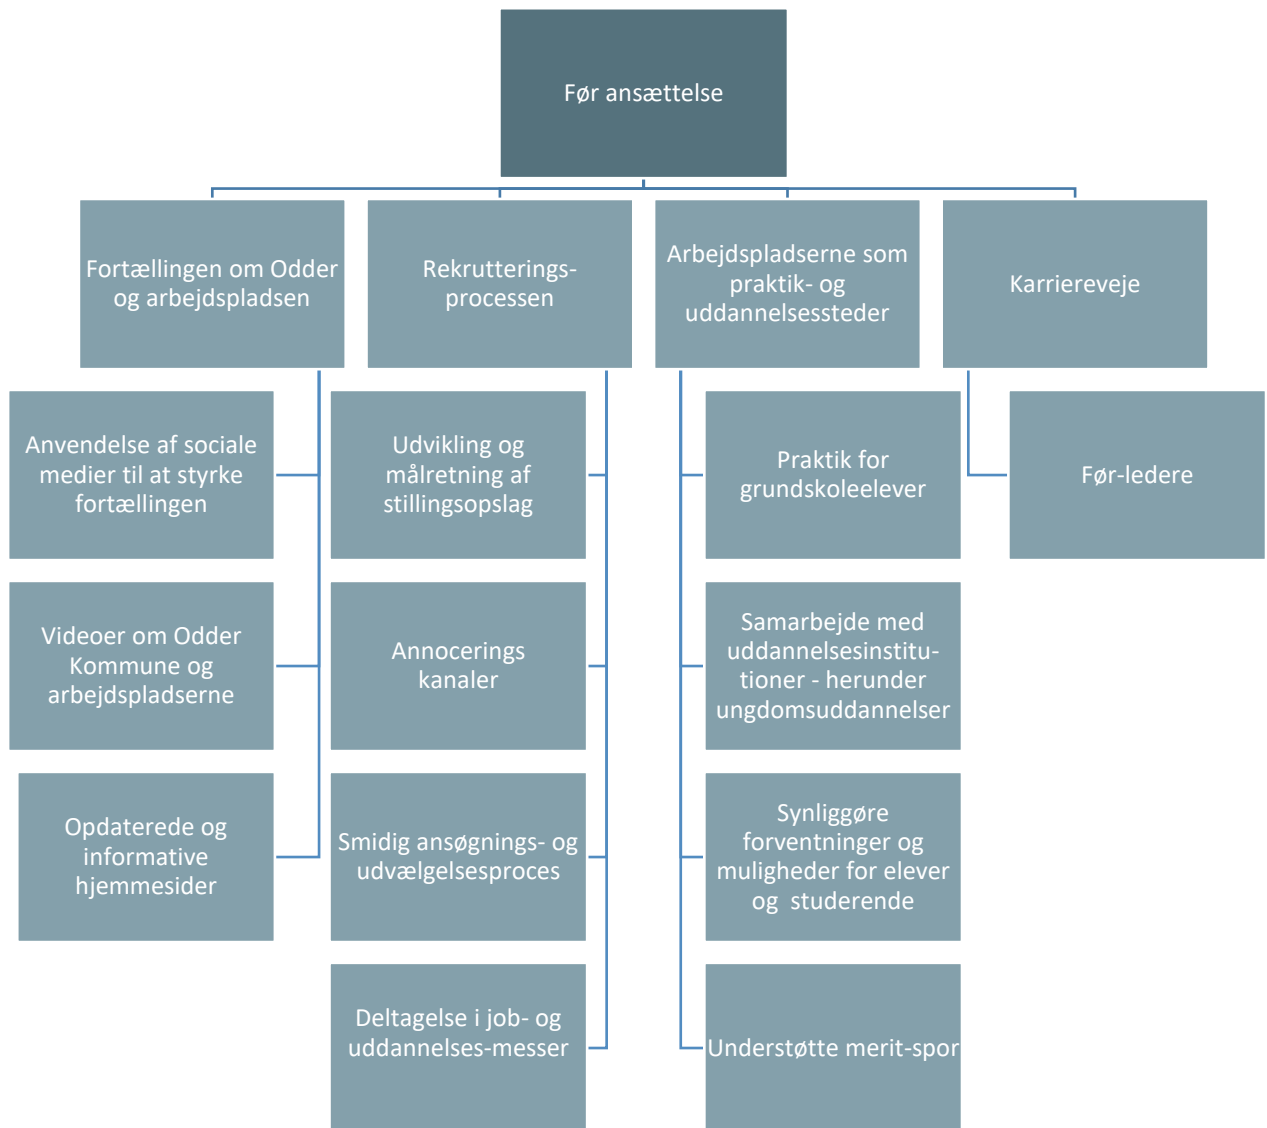 Før ansættelse
Fortællingen om Odder
og arbejdspladsen
Rekrutterings-
processen
Arbejdspladserne som
praktik- og
uddannelsessteder
Karriereveje
Anvendelse af sociale
medier til at styrke
fortællingen
Udvikling og
målretning af
stillingsopslag
Praktik for
grundskoleelever
Før-ledere
Videoer om Odder
Kommune og
arbejdspladserne
Annocerings
kanaler
Samarbejde med
uddannelsesinstitu-
tioner - herunder
ungdomsuddannelser
Opdaterede og
informative
hjemmesider
Smidig ansøgnings- og
udvælgelsesproces
Synliggøre
forventninger og
muligheder for elever
og  studerende
Deltagelse i job- og
uddannelses-messer
Understøtte merit-spor